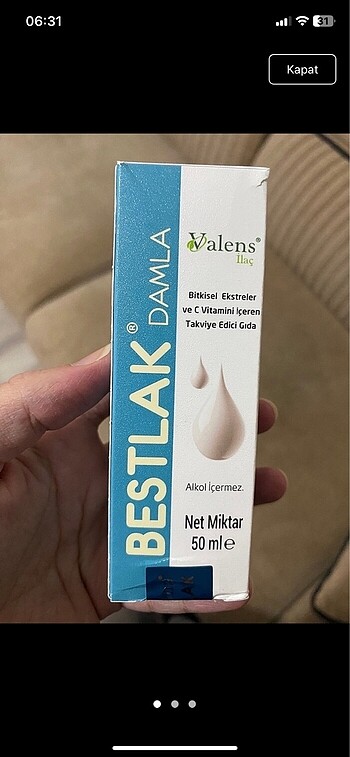 06:31
31
Kapat
Valens®
İlaç
Bitkisel Ekstreler
ve C Vitamini İçeren
Takviye Edici Gıda
BESTLAK® DAMLA
Alkol İçermez.
Net Miktar
50 ml e